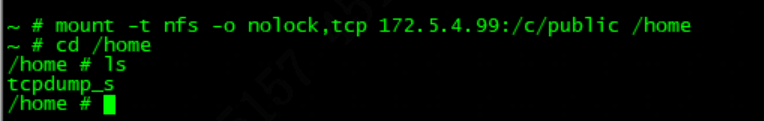 ~ # mount -t nfs -o nolock,tcp 172.5.4.99:/c/public /home
~ # cd /home
/home # ls
tcpdump_s
/home #